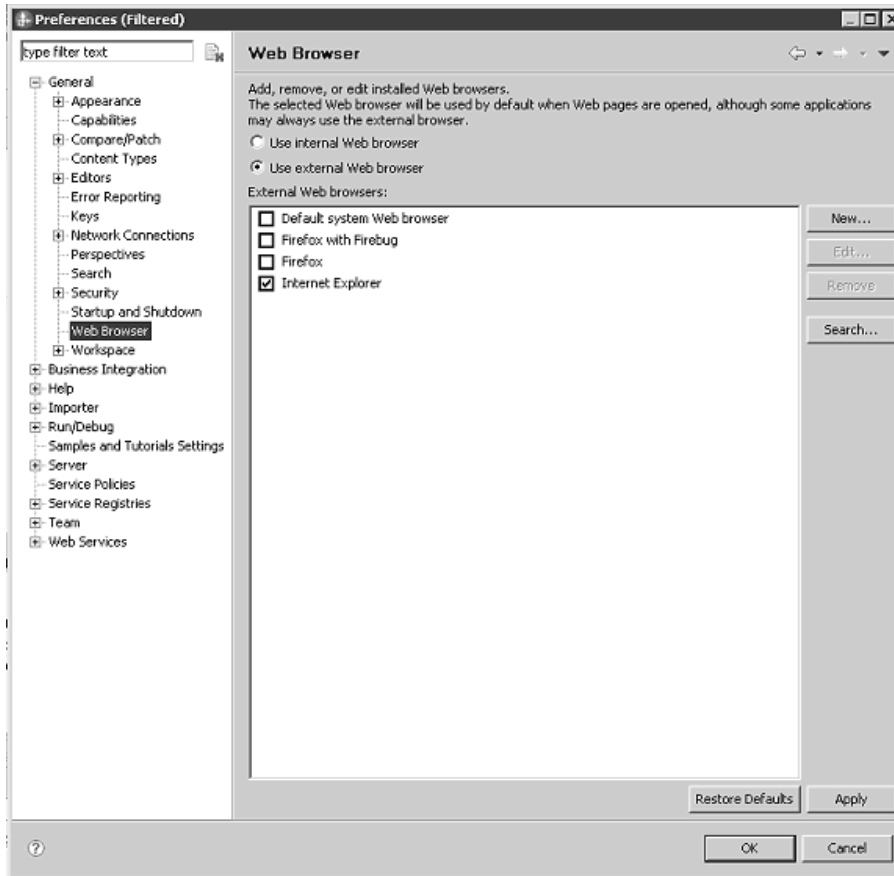 Preferences (Filtered)
type filter text
General
Appearance
Capabilities
Compare/Patch
Content Types
Editors
Error Reporting
Keys
Network Connections
Perspectives
Search
Security
Startup and Shutdown
Web Browser
Workspace
Business Integration
Help
Importer
Run/Debug
Samples and Tutorials Settings
Server
Service Policies
Service Registries
Team
Web Services
Web Browser
Add, remove, or edit installed Web browsers.
The selected Web browser will be used by default when Web pages are opened, although some applications
may always use the external browser.
Use internal Web browser
Use external Web browser
External Web browsers:
Default system Web browser
Firefox with Firebug
Firefox
Internet Explorer
New...
Edit...
Remove
Search...
Restore Defaults
Apply
OK
Cancel